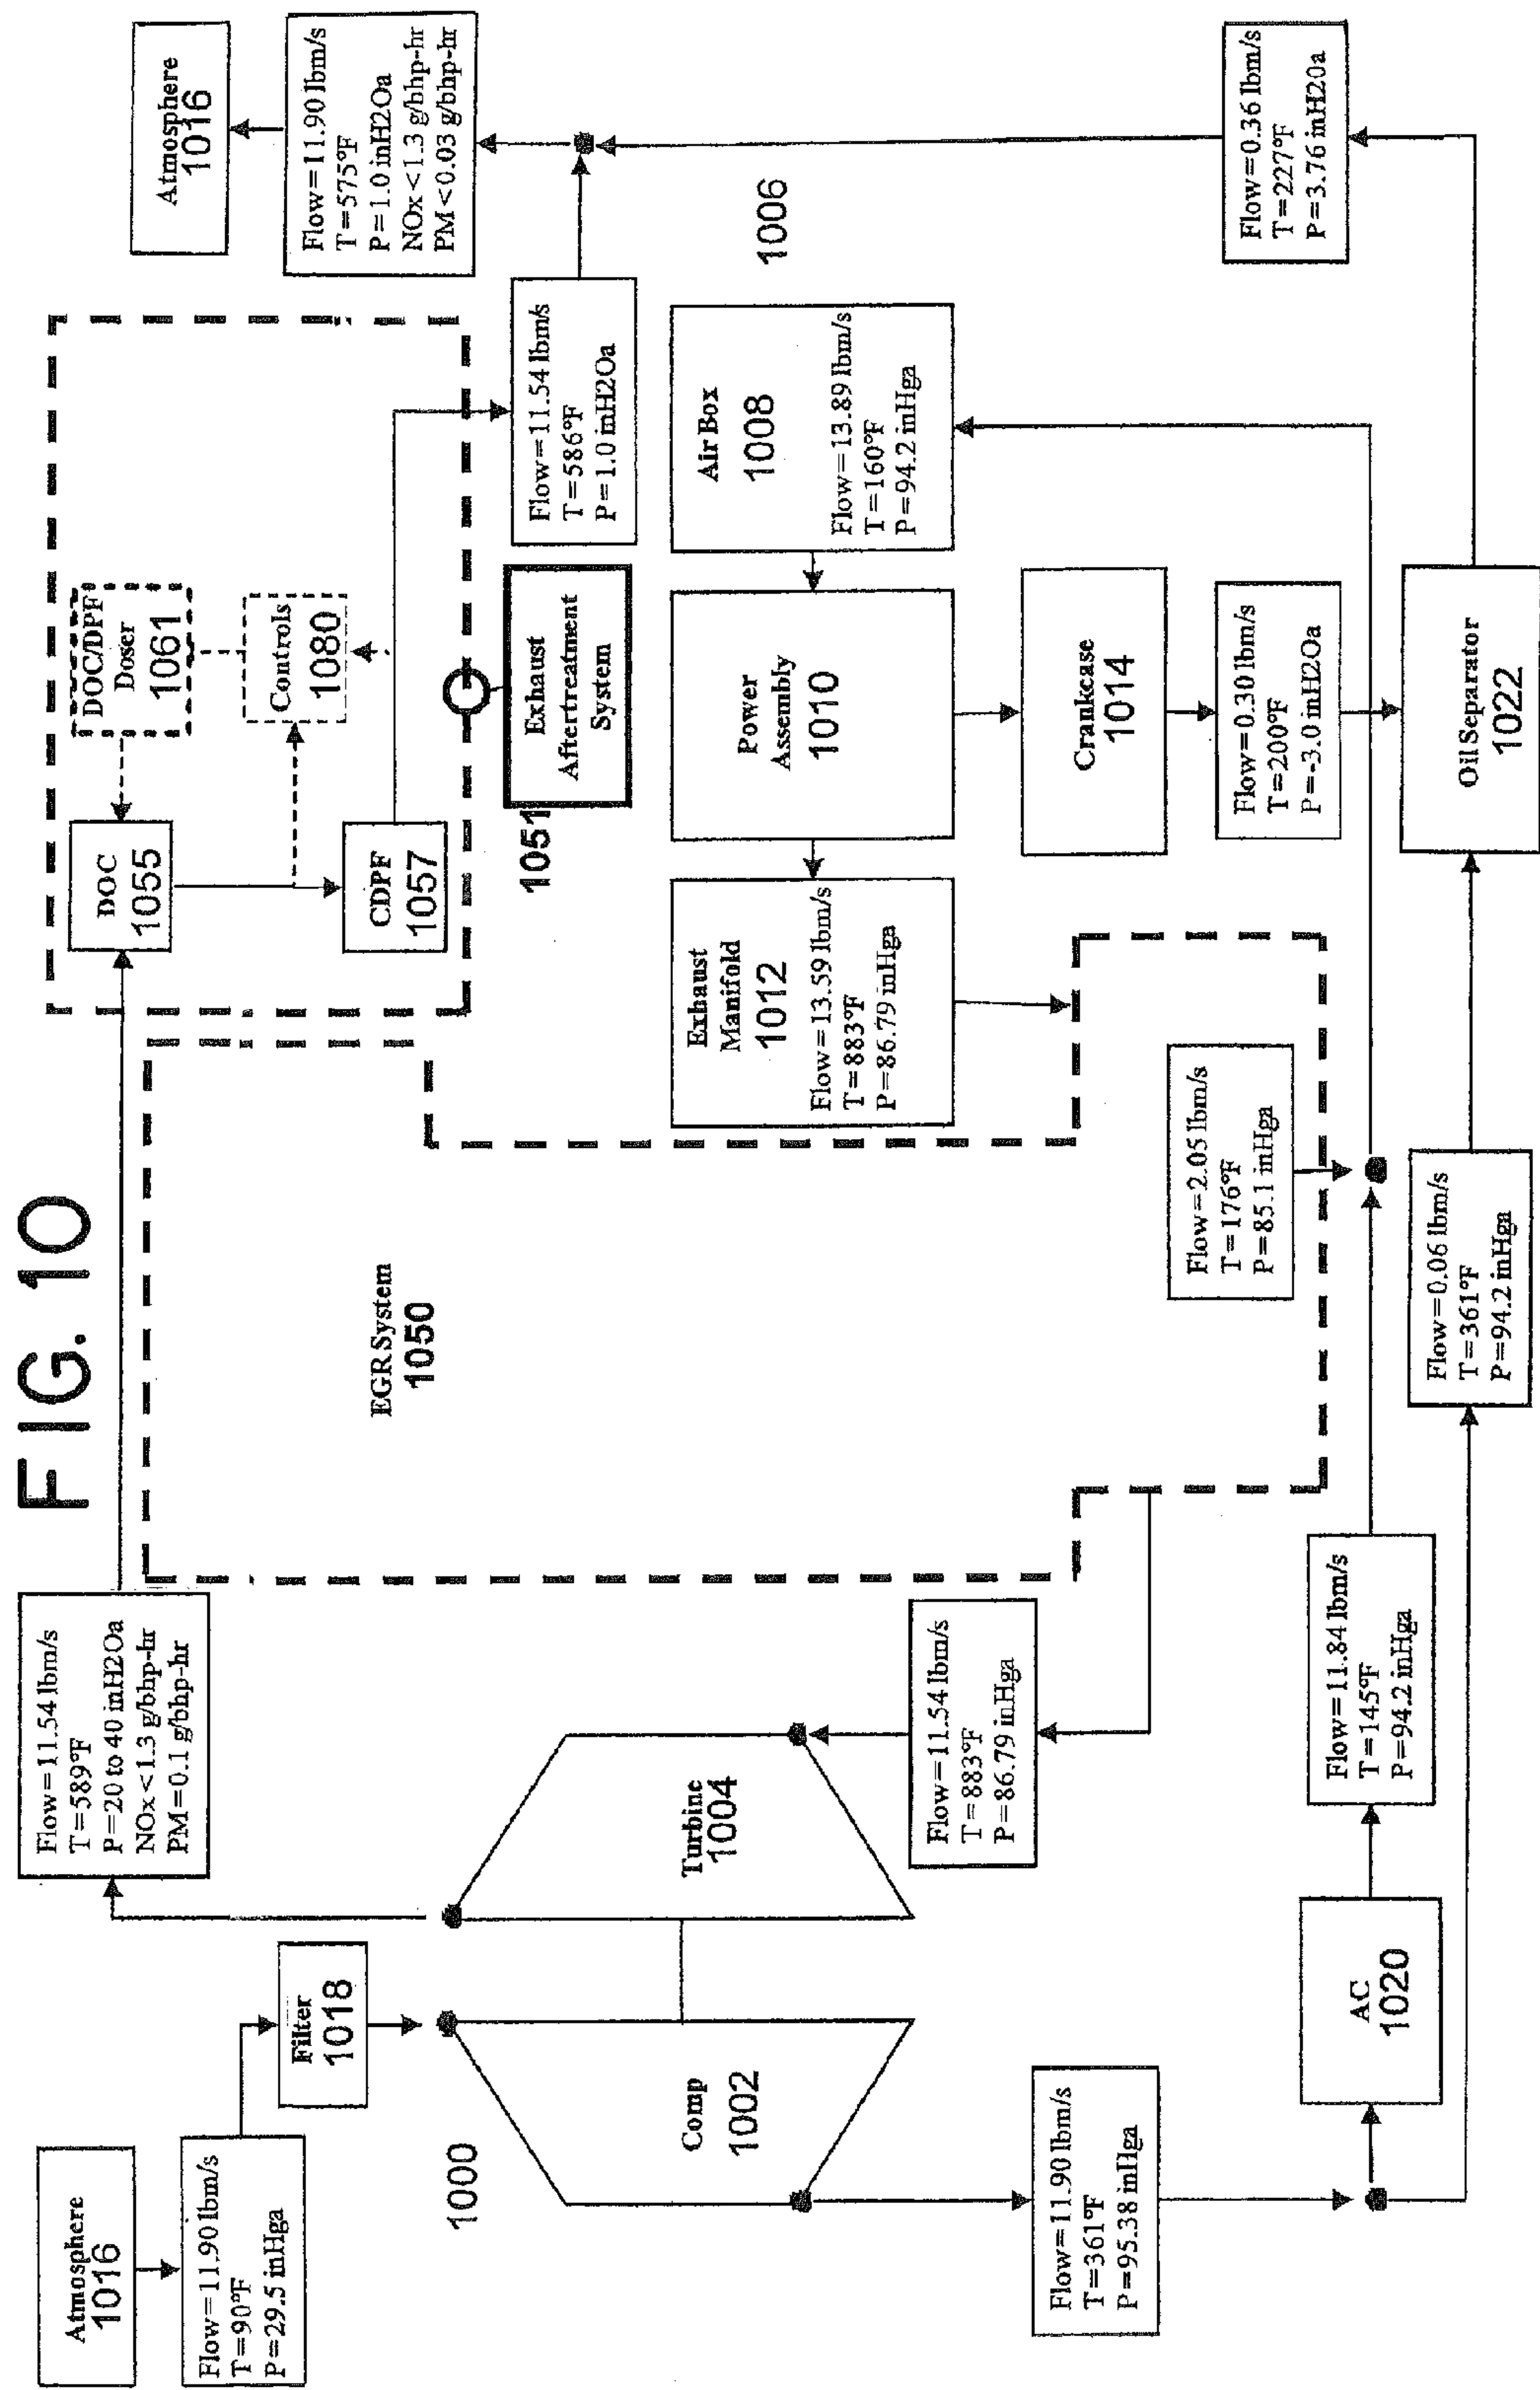 FIG. 10
Atmosphere
1016
Flow=11.90 lbm/s
T=90°F
P=29.5 inHga
Filter
1018
1000
Comp
1002
Turbine
1004
Flow=11.54 lbm/s
T=589°F
P=20 to 40 inH2Oa
NOx<1.3 g/bhp-hr
PM=0.1 g/bhp-hr
Flow=11.90 lbm/s
T=361°F
P=95.38 inHga
AC
1020
Flow=11.84 lbm/s
T=145°F
P=94.2 inHga
Flow=0.06 lbm/s
T=361°F
P=94.2 inHga
Flow=11.54 lbm/s
T=883°F
P=86.79 inHga
EGR System
1050
Flow=2.05 lbm/s
T=176°F
P=85.1 inHga
DOC
1055
DOC/DPF
Doser
1061
Controls
1080
CDPF
1057
1051
Exhaust
Aftertreatment
System
Flow=11.54 lbm/s
T=586°F
P=1.0 inH2Oa
Atmosphere
1016
Flow=11.90 lbm/s
T=575°F
P=1.0 inH2Oa
NOx<1.3 g/bhp-hr
PM<0.03 g/bhp-hr
1006
Exhaust
Manifold
1012
Flow=13.59 lbm/s
T=883°F
P=86.79 inHga
Power
Assembly
1010
Air Box
1008
Flow=13.89 lbm/s
T=160°F
P=94.2 inHga
Crankcase
1014
Flow=0.30 lbm/s
T=200°F
P=-3.0 inH2Oa
Oil Separator
1022
Flow=0.36 lbm/s
T=227°F
P=3.76 inH20a